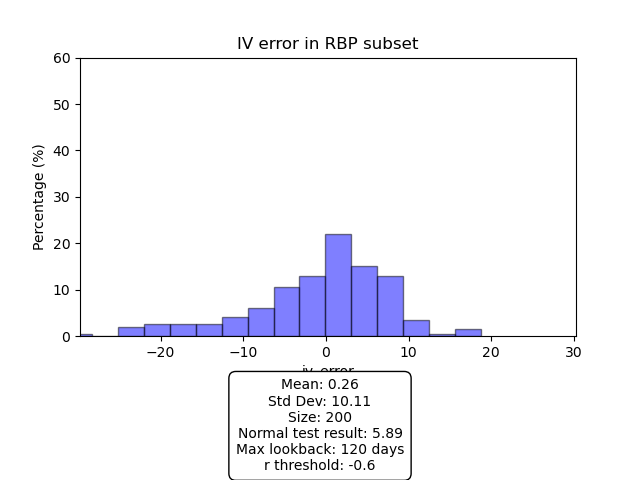 IV error in RBP subset
60
50
40
30
20
10
0
Percentage (%)
−20
−10
0
10
20
30
iv_error
Mean: 0.26
Std Dev: 10.11
Size: 200
Normal test result: 5.89
Max lookback: 120 days
r threshold: -0.6